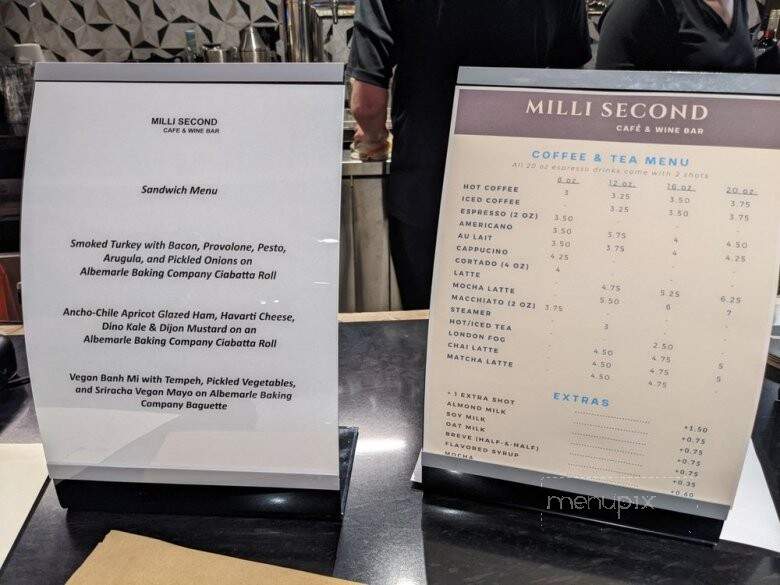 MILLI SECOND
CAFE & WINE BAR
Sandwich Menu
Smoked Turkey with Bacon, Provolone, Pesto,
Arugula, and Pickled Onions on
Albemarle Baking Company Ciabatta Roll
Ancho-Chile Apricot Glazed Ham, Havarti Cheese,
Dino Kale & Dijon Mustard on an
Albemarle Baking Company Ciabatta Roll
Vegan Banh Mi with Tempeh, Pickled Vegetables,
and Sriracha Vegan Mayo on Albemarle Baking
Company Baguette
MILLI SECOND
CAFÉ & WINE BAR
COFFEE & TEA MENU
All 20 oz espresso drinks come with 2 shots
8 oz. 12 oz. 16 oz. 20 oz.
HOT COFFEE 3 3.25 3.50 3.75
ICED COFFEE - 3.25 3.50 3.75
ESPRESSO (2 OZ) 3.50
AMERICANO 3.50 3.75 4 4.50
AU LAIT 3.50 3.75 4 4.25
CAPPUCINO 4.25
CORTADO (4 OZ) 4
LATTE - 4.75 5.25 6.25
MOCHA LATTE 5.50 6 7
MACCHIATO (2 OZ) 3.75
STEAMER 3
HOT/ICED TEA 2.50
LONDON FOG 4.50 4.75 5
CHAI LATTE 4.50 4.75 5
MATCHA LATTE 4.50 4.75
EXTRAS
+ 1 EXTRA SHOT +1.50
ALMOND MILK +0.75
SOY MILK +0.75
OAT MILK +0.75
BREVE (HALF-&-HALF) +0.75
FLAVORED SYRUP +0.35
MOCHA +0.60
menupix